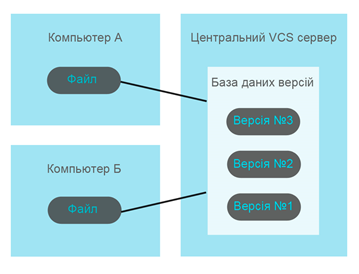 Компьютер А
Файл
Компьютер Б
Файл
Центральний VCS сервер
База даних версій
Версія №3
Версія №2
Версія №1